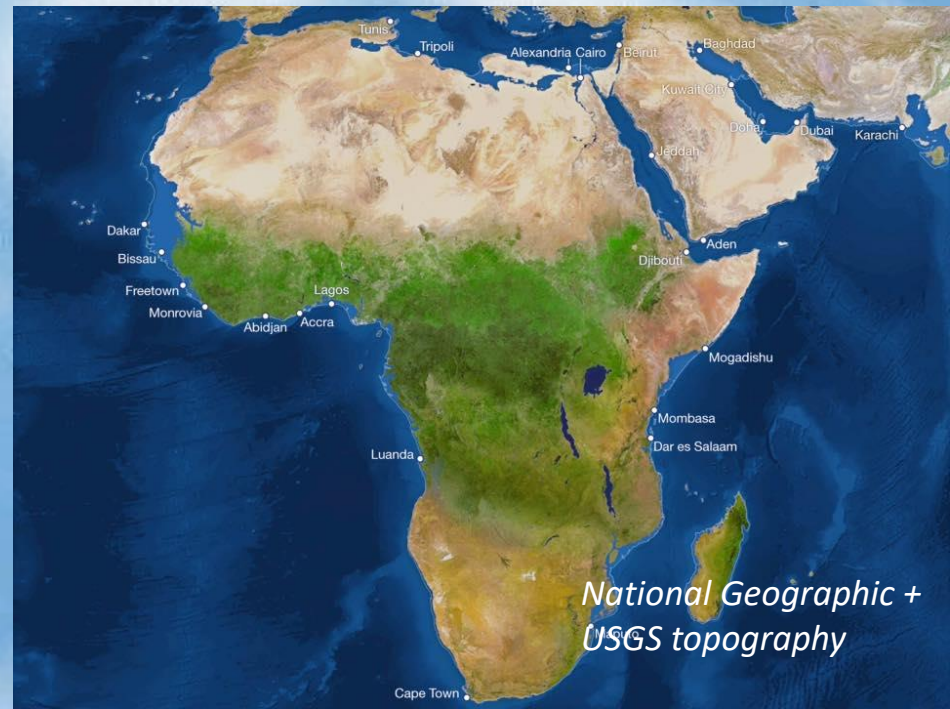 Tunis
Tripoli
Alexandria Cairo
Beirut
Baghdad
Kuwait City
Doha
Dubai
Karachi
Jeddah
Dakar
Bissau
Aden
Djibouti
Freetown
Lagos
Monrovia
Abidjan
Accra
Mogadishu
Mombasa
Dar es Salaam
Luanda
National Geographic +
Maputo
USGS topography
Cape Town